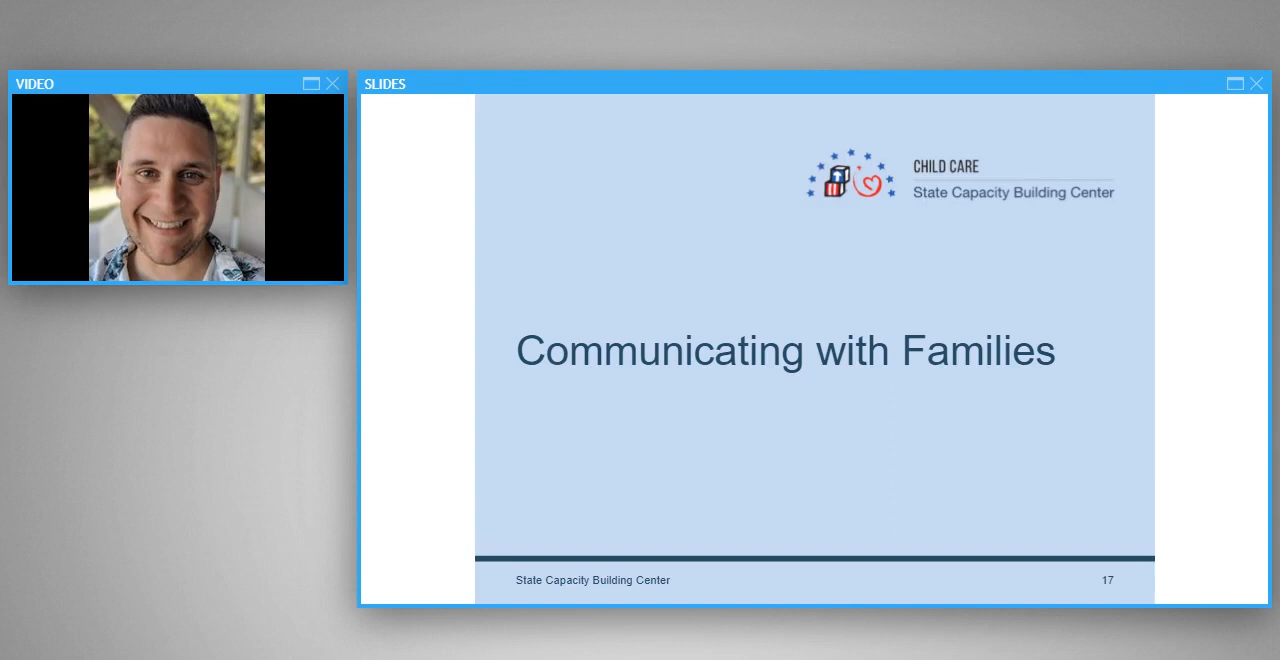 VIDEO
SLIDES
CHILD CARE
State Capacity Building Center
Communicating with Families
State Capacity Building Center
17